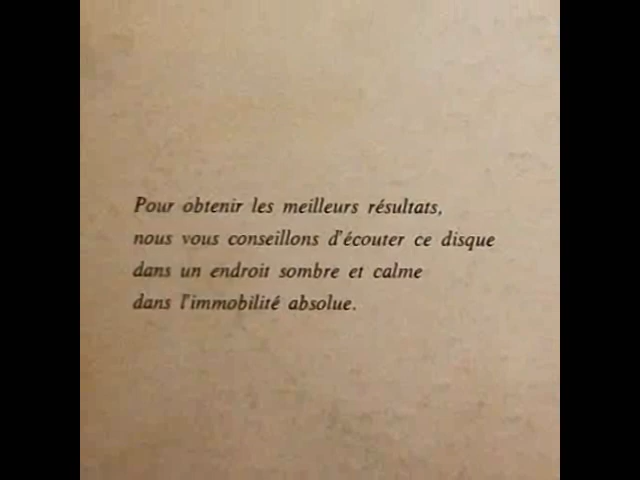 Pour obtenir les meilleurs résultats,
nous vous conseillons d'écouter ce disque
dans un endroit sombre et calme
dans l'immobilité absolue.